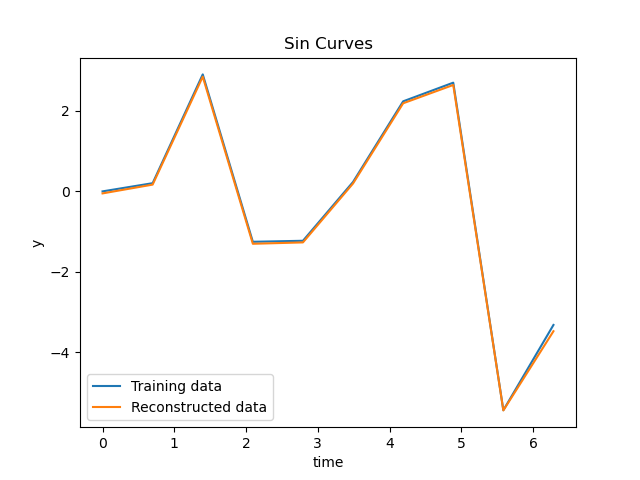 Sin Curves
2
0
−2
−4
y
0 1 2 3 4 5 6
time
Training data
Reconstructed data